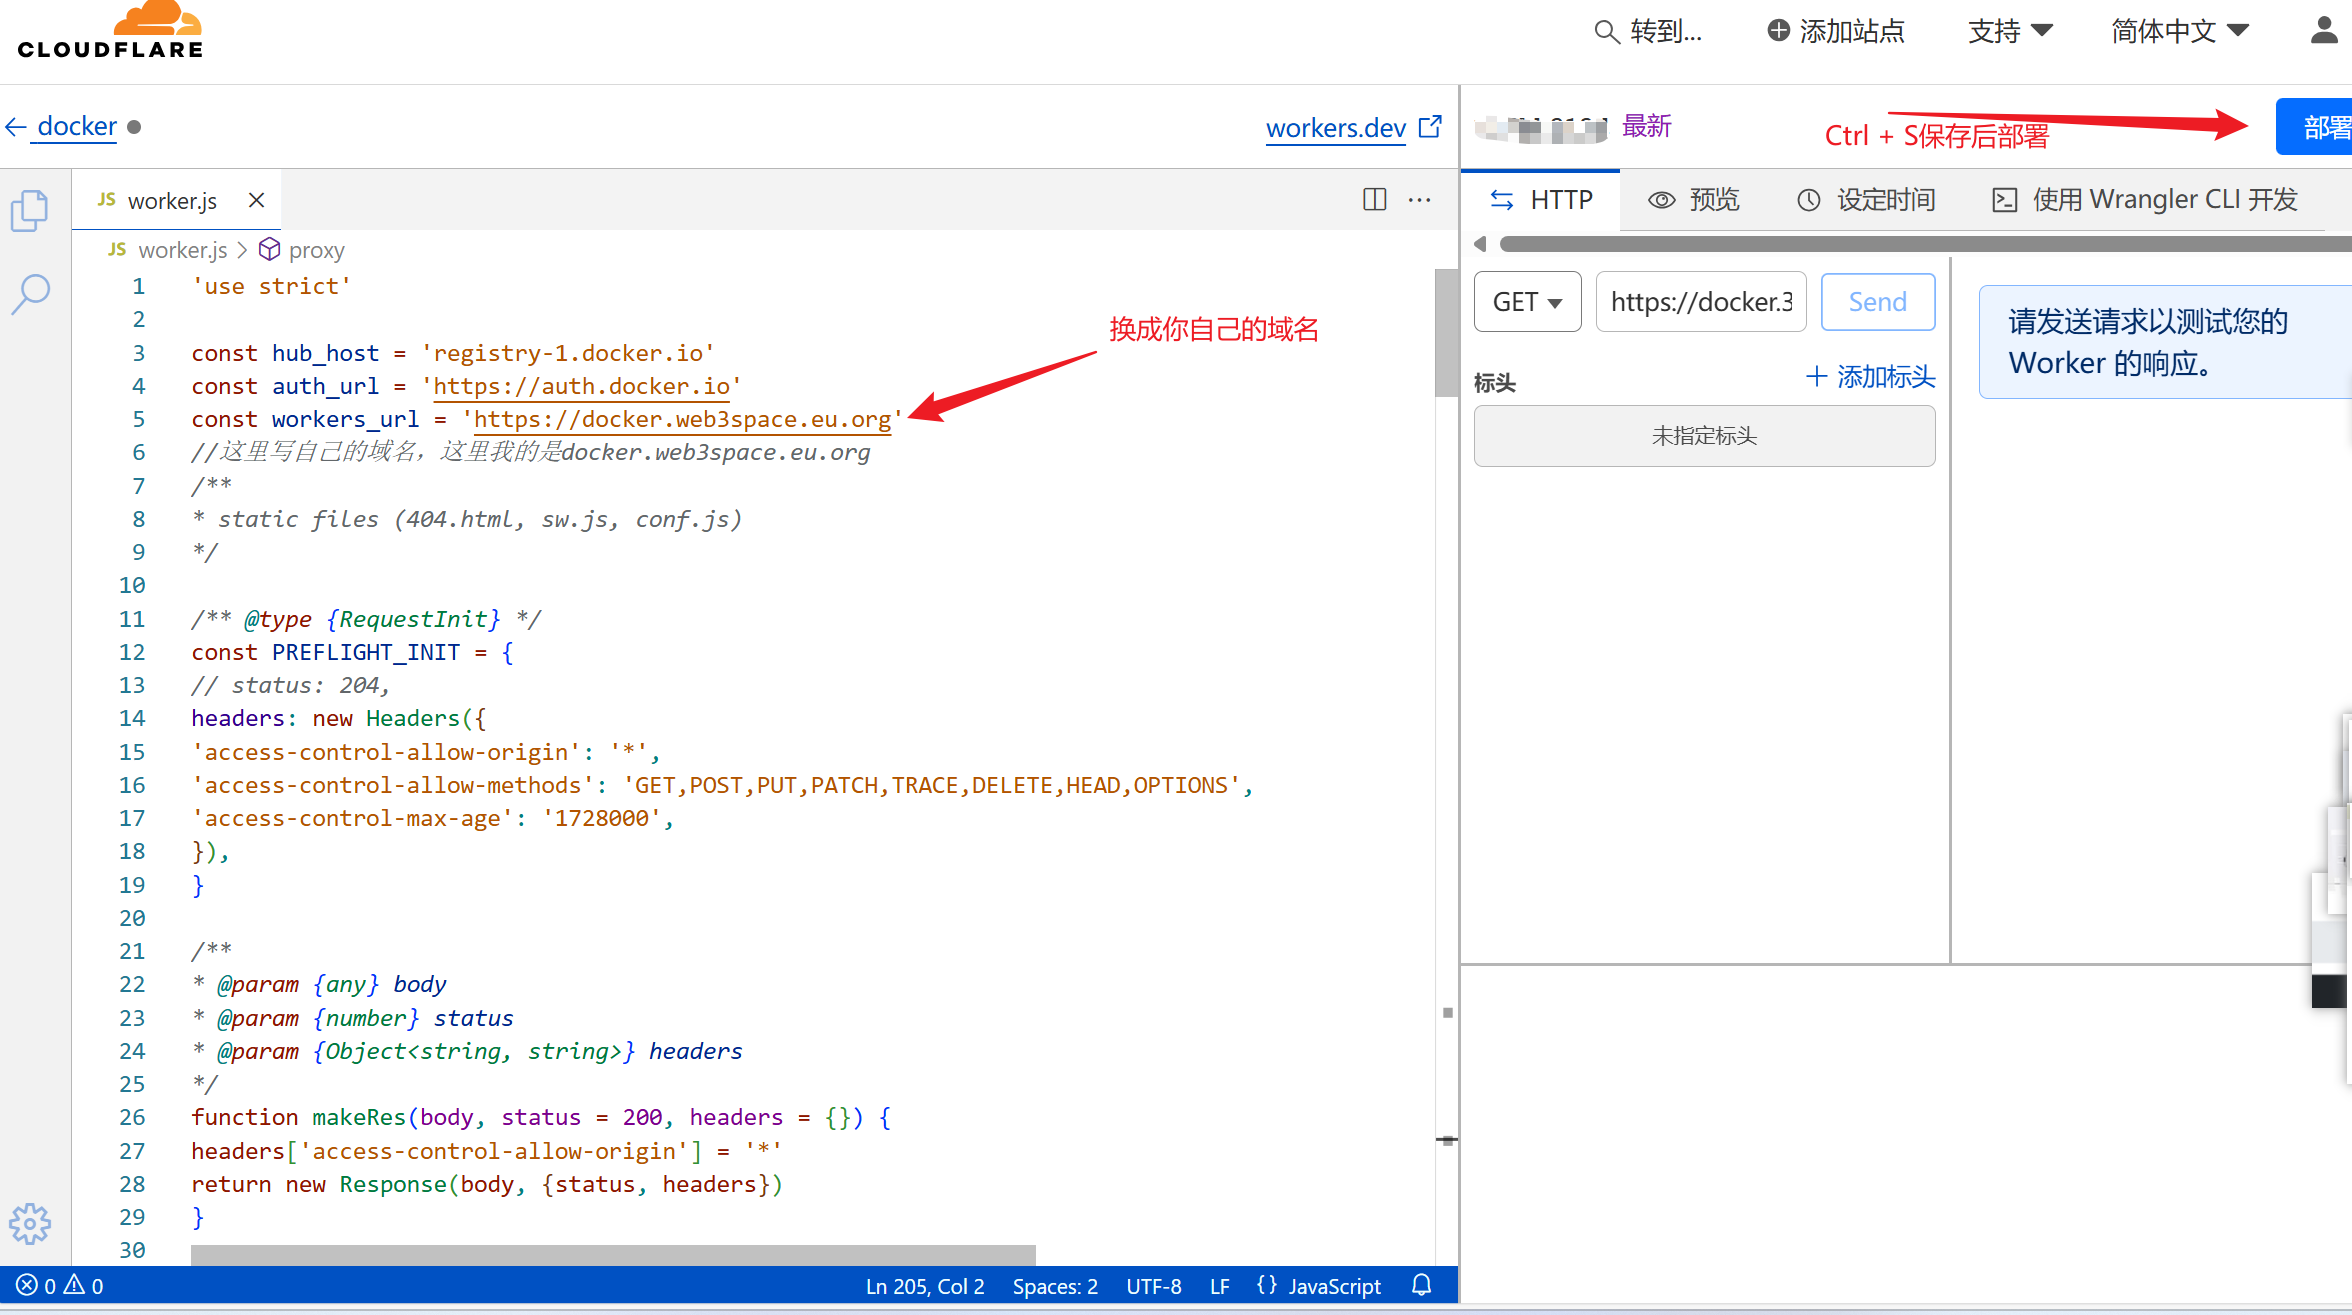 CLOUDFLARE
转到...
添加站点
支持
简体中文
docker
workers.dev
最新
Ctrl + S保存后部署
部署
JS worker.js
HTTP
预览
设定时间
使用 Wrangler CLI 开发
JS worker.js > proxy
1 'use strict'
2
3 const hub_host = 'registry-1.docker.io'
4 const auth_url = 'https://auth.docker.io'
5 const workers_url = 'https://docker.web3space.eu.org'
换成你自己的域名
6 //这里写自己的域名，这里我的是docker.web3space.eu.org
7 /**
8 * static files (404.html, sw.js, conf.js)
9 */
10
11 /** @type {RequestInit} */
12 const PREFLIGHT_INIT = {
13 // status: 204,
14 headers: new Headers({
15 'access-control-allow-origin': '*',
16 'access-control-allow-methods': 'GET,POST,PUT,PATCH,TRACE,DELETE,HEAD,OPTIONS',
17 'access-control-max-age': '1728000',
18 }),
19 }
20
21 /**
22 * @param {any} body
23 * @param {number} status
24 * @param {Object<string, string>} headers
25 */
26 function makeRes(body, status = 200, headers = {}) {
27 headers['access-control-allow-origin'] = '*'
28 return new Response(body, {status, headers})
29 }
30
GET
https://docker.3
Send
标头
添加标头
未指定标头
请发送请求以测试您的
Worker 的响应。
0 0
Ln 205, Col 2
Spaces: 2
UTF-8
LF
{} JavaScript